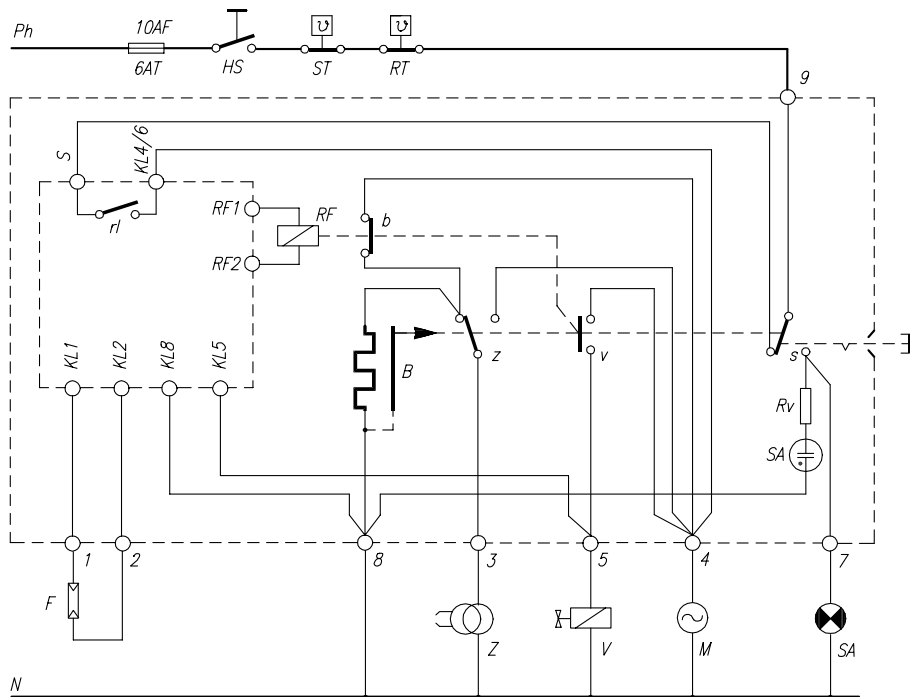 Ph
10AF
6AT
HS
ϑ
ST
ϑ
RT
9
S
KL4/6
rl
RF1
RF2
RF
b
KL1
KL2
KL8
KL5
B
z
v
s
Rv
SA
1
2
8
3
5
4
7
F
Z
V
M
SA
N